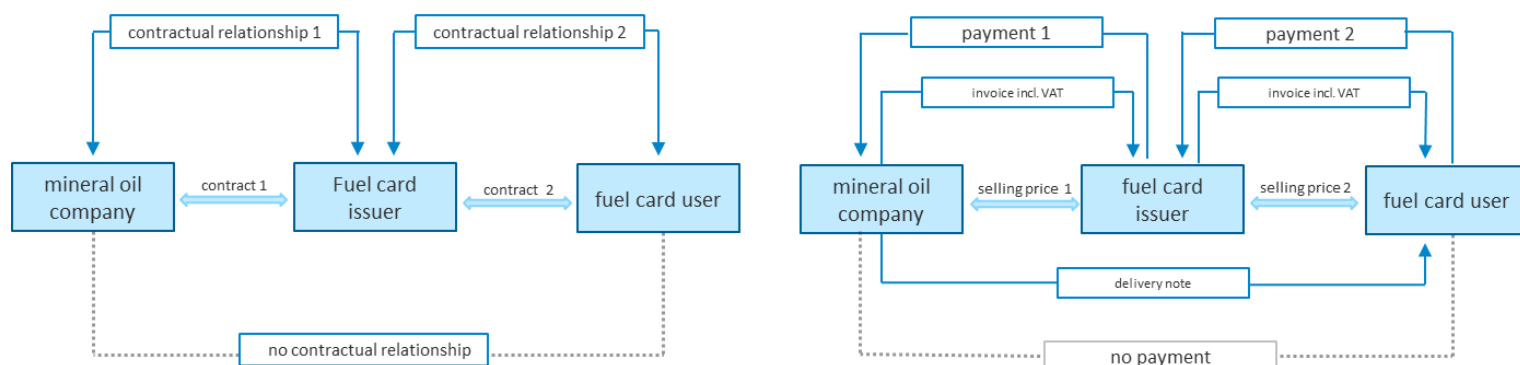 contractual relationship 1
contractual relationship 2
mineral oil
company
contract 1
Fuel card
issuer
contract 2
fuel card user
no contractual relationship
payment 1
payment 2
invoice incl. VAT
invoice incl. VAT
mineral oil
company
selling price 1
fuel card
issuer
selling price 2
fuel card user
delivery note
no payment